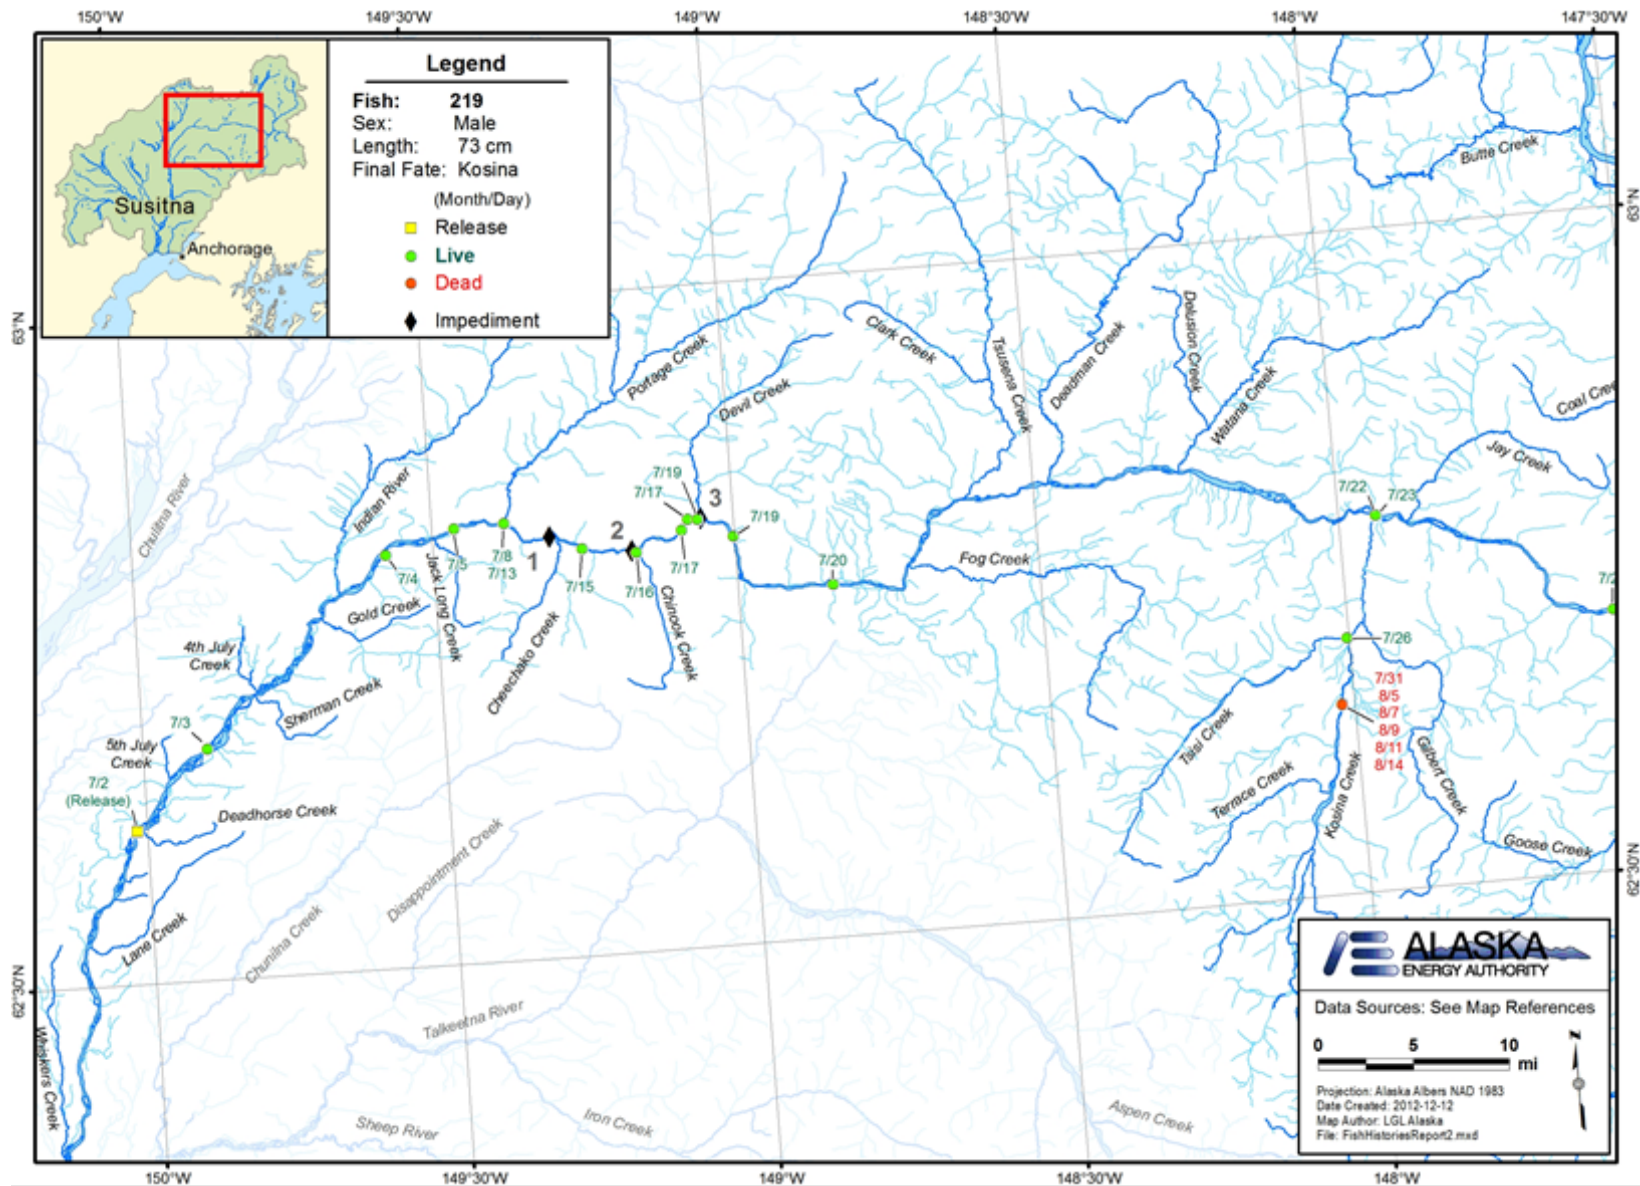 150°W
149°30'W
149°W
148°30'W
148°W
147°30'W
Legend
Fish: 219
Sex: Male
Length: 73 cm
Final Fate: Kosina
(Month/Day)
Release
Live
Dead
Impediment
Susitna
Anchorage
63°N
63°N
Butte Creek
Portage Creek
Clark Creek
Devil Creek
Tsusena Creek
Deadman Creek
Delusion Creek
Watana Creek
Coal Cree
Jay Creek
Chulitna River
Indian River
7/19
7/17
3
7/19
7/22
7/23
2
1
7/4
7/5
7/8
7/13
7/15
7/16
7/17
7/20
Fog Creek
7/2
Jack Long Creek
Gold Creek
Cheechako Creek
Chinook Creek
4th July
Creek
Sherman Creek
7/26
7/31
8/5
8/7
8/9
8/11
8/14
7/3
5th July
Creek
7/2
(Release)
Deadhorse Creek
Tsisi Creek
Terrace Creek
Kosina Creek
Gilbert Creek
Goose Creek
62°30'N
Disappointment Creek
Lane Creek
Chunilna Creek
62°30'N
Talkeetna River
Whiskers Creek
Sheep River
Iron Creek
Aspen Creek
ALASKA
ENERGY AUTHORITY
Data Sources: See Map References
0 5 10
mi
N
Projection: Alaska Albers NAD 1983
Date Created: 2012-12-12
Map Author: LGL Alaska
File: FishHistoriesReport2.mxd
150°W
149°30'W
149°W
148°30'W
148°W